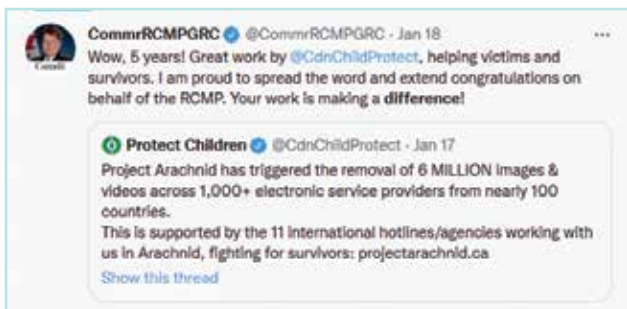 CommrRCMPGRC @CommrRCMPGRC · Jan 18
Wow, 5 years! Great work by @CdnChildProtect, helping victims and
survivors. I am proud to spread the word and extend congratulations on
behalf of the RCMP. Your work is making a difference!
Canada
Protect Children @CdnChildProtect · Jan 17
Project Arachnid has triggered the removal of 6 MILLION images &
videos across 1,000+ electronic service providers from nearly 100
countries.
This is supported by the 11 international hotlines/agencies working with
us in Arachnid, fighting for survivors: projectarachnid.ca
Show this thread